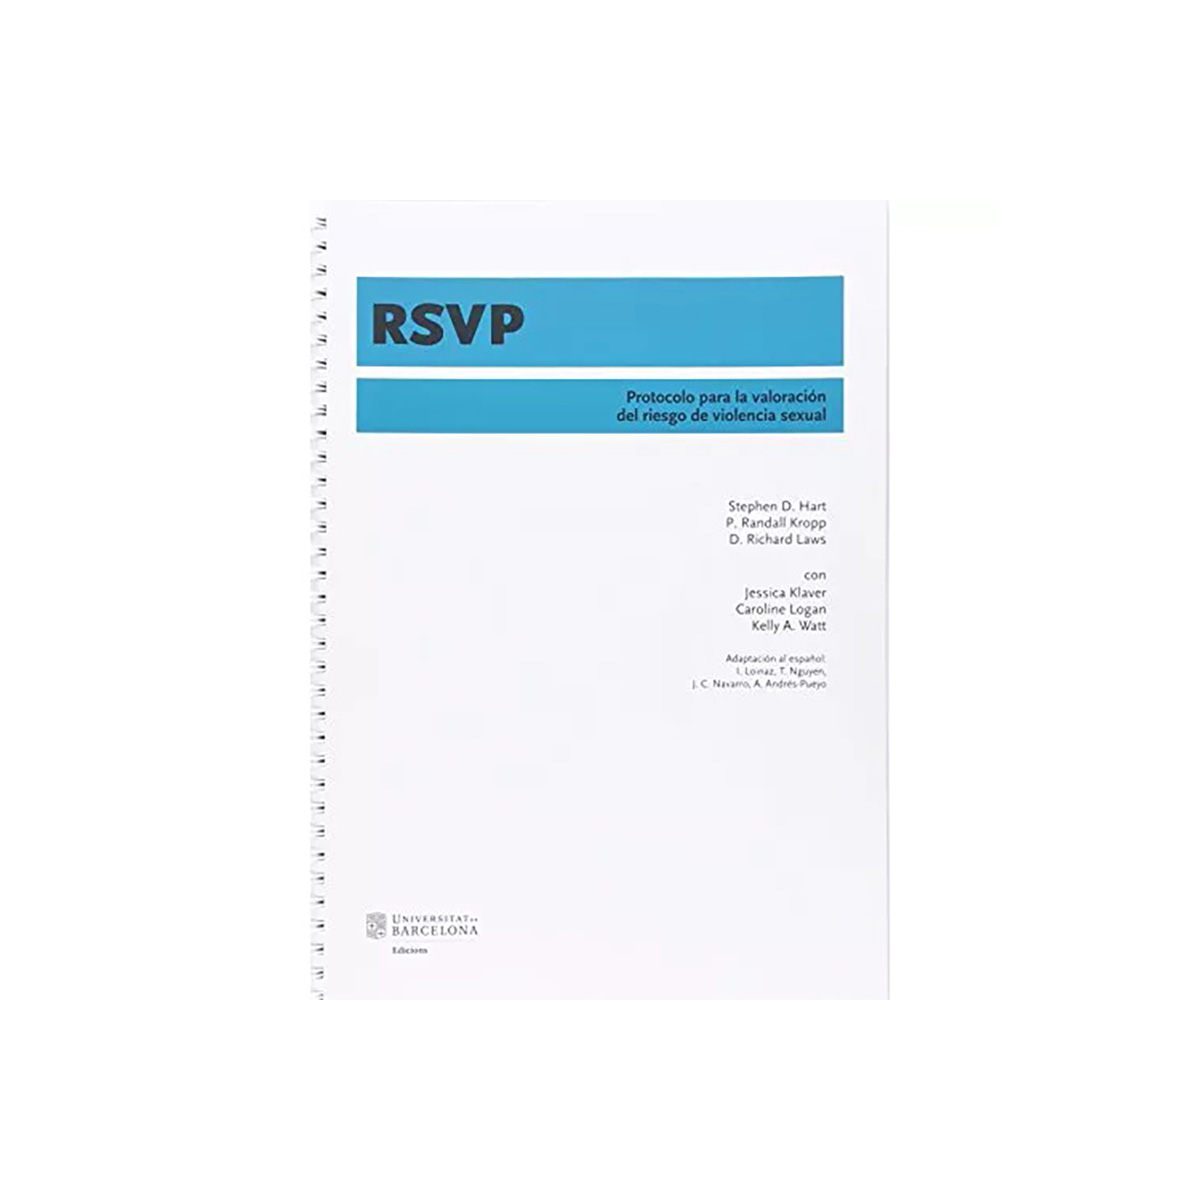 RSVP
Protocolo para la valoración
del riesgo de violencia sexual
Stephen D. Hart
P. Randall Kropp
D. Richard Laws
con
Jessica Klaver
Caroline Logan
Kelly A. Watt
Adaptación al español:
I. Loinaz, T. Nguyen,
J. C. Navarro, A. Andrés-Pueyo
UNIVERSITAT DE
BARCELONA
Edicions